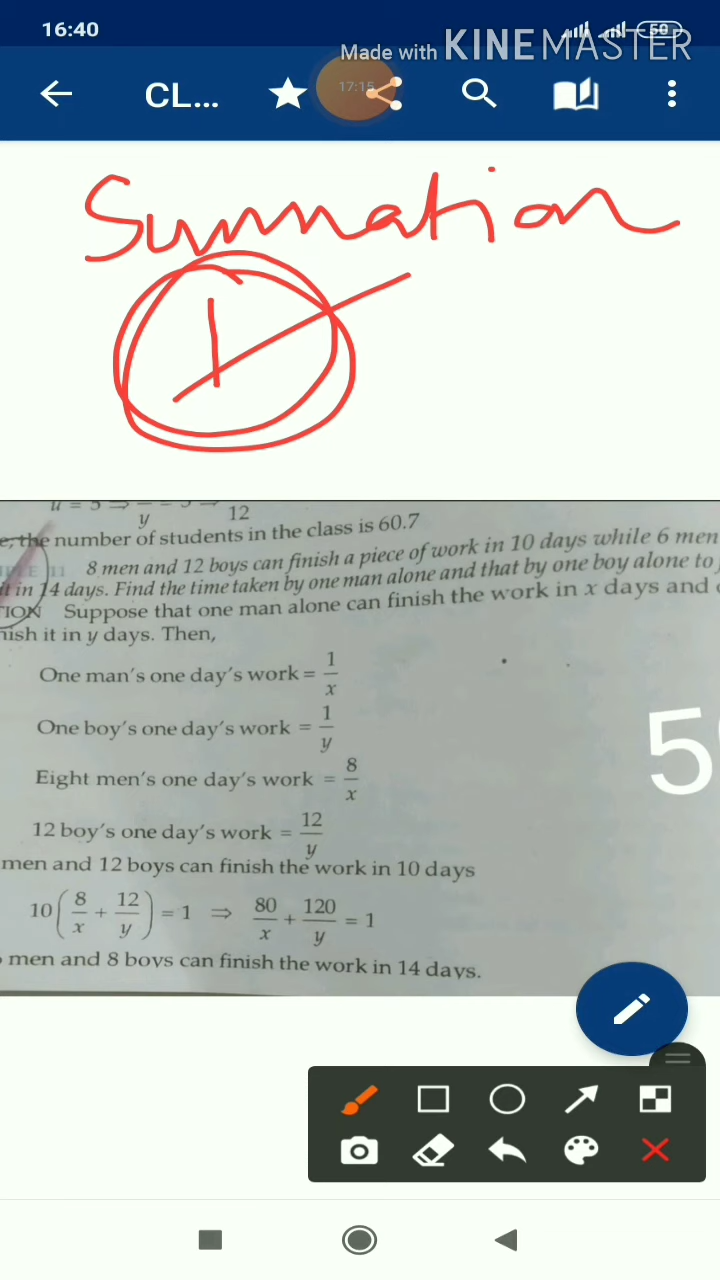 16:40
50
Made with KINEMASTER
CL...
17:15
Summation
1
u = 5 ⇒
y
12
the number of students in the class is 60.7
11 8 men and 12 boys can finish a piece of work in 10 days while 6 men
it in 14 days. Find the time taken by one man alone and that by one boy alone to
TION Suppose that one man alone can finish the work in x days and
nish it in y days. Then,
One man's one day's work = 1/x
One boy's one day's work = 1/y
Eight men's one day's work = 8/x
12 boy's one day's work = 12/y
men and 12 boys can finish the work in 10 days
10(8/x + 12/y) = 1 ⇒ 80/x + 120/y = 1
men and 8 boys can finish the work in 14 days.
5